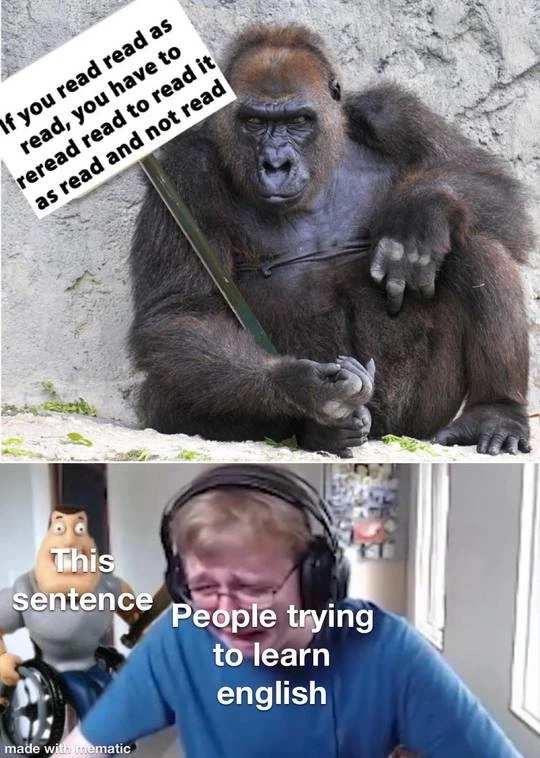 If you read read as
read, you have to
reread read to read it
as read and not read
This
sentence
People trying
to learn
english
made with mematic